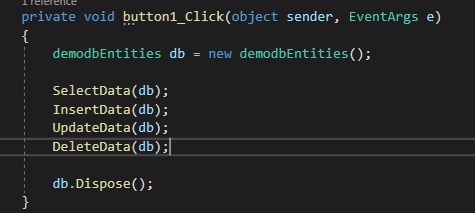 1 reference
private void button1_Click(object sender, EventArgs e)
{
demodbEntities db = new demodbEntities();
SelectData(db);
InsertData(db);
UpdateData(db);
DeleteData(db);
db.Dispose();
}